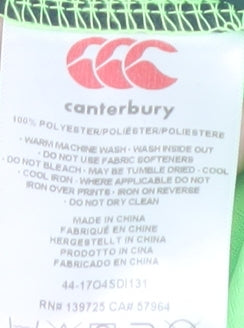 canterbury
100% POLYESTER/POLIÉSTER/POLIESTERE
· WARM MACHINE WASH · WASH INSIDE OUT
· DO NOT USE FABRIC SOFTENERS
· DO NOT BLEACH · MAY BE TUMBLE DRIED - COOL
· COOL IRON · WHERE APPLICABLE DO NOT
IRON OVER PRINTS · IRON ON REVERSE
· DO NOT DRY CLEAN
MADE IN CHINA
FABRIQUÉ EN CHINE
HERGESTELLT IN CHINA
PRODOTTO IN CINA
FABRICADO EN CHINA
44-1704SDI131
RN# 139725 CA# 57964